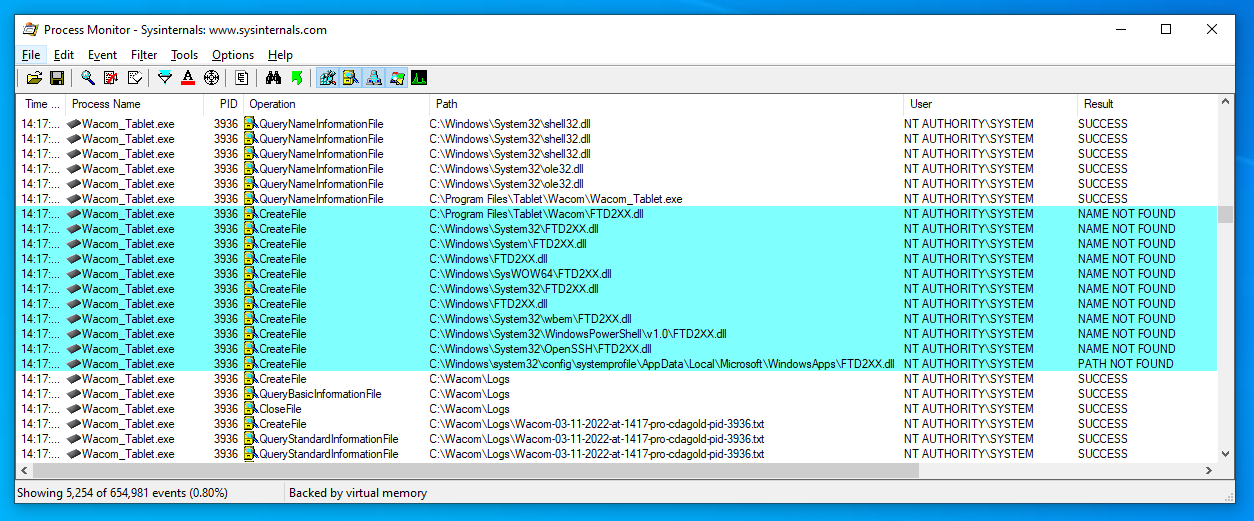 Process Monitor - Sysinternals: www.sysinternals.com
File Edit Event Filter Tools Options Help
Time ... Process Name PID Operation Path User Result
14:17:... Wacom_Tablet.exe 3936 QueryNameInformationFile C:\Windows\System32\shell32.dll NT AUTHORITY\SYSTEM SUCCESS
14:17:... Wacom_Tablet.exe 3936 QueryNameInformationFile C:\Windows\System32\shell32.dll NT AUTHORITY\SYSTEM SUCCESS
14:17:... Wacom_Tablet.exe 3936 QueryNameInformationFile C:\Windows\System32\shell32.dll NT AUTHORITY\SYSTEM SUCCESS
14:17:... Wacom_Tablet.exe 3936 QueryNameInformationFile C:\Windows\System32\ole32.dll NT AUTHORITY\SYSTEM SUCCESS
14:17:... Wacom_Tablet.exe 3936 QueryNameInformationFile C:\Windows\System32\ole32.dll NT AUTHORITY\SYSTEM SUCCESS
14:17:... Wacom_Tablet.exe 3936 QueryNameInformationFile C:\Program Files\Tablet\Wacom\Wacom_Tablet.exe NT AUTHORITY\SYSTEM SUCCESS
14:17:... Wacom_Tablet.exe 3936 CreateFile C:\Program Files\Tablet\Wacom\FTD2XX.dll NT AUTHORITY\SYSTEM NAME NOT FOUND
14:17:... Wacom_Tablet.exe 3936 CreateFile C:\Windows\System32\FTD2XX.dll NT AUTHORITY\SYSTEM NAME NOT FOUND
14:17:... Wacom_Tablet.exe 3936 CreateFile C:\Windows\System\FTD2XX.dll NT AUTHORITY\SYSTEM NAME NOT FOUND
14:17:... Wacom_Tablet.exe 3936 CreateFile C:\Windows\FTD2XX.dll NT AUTHORITY\SYSTEM NAME NOT FOUND
14:17:... Wacom_Tablet.exe 3936 CreateFile C:\Windows\SysWOW64\FTD2XX.dll NT AUTHORITY\SYSTEM NAME NOT FOUND
14:17:... Wacom_Tablet.exe 3936 CreateFile C:\Windows\System32\FTD2XX.dll NT AUTHORITY\SYSTEM NAME NOT FOUND
14:17:... Wacom_Tablet.exe 3936 CreateFile C:\Windows\FTD2XX.dll NT AUTHORITY\SYSTEM NAME NOT FOUND
14:17:... Wacom_Tablet.exe 3936 CreateFile C:\Windows\System32\wbem\FTD2XX.dll NT AUTHORITY\SYSTEM NAME NOT FOUND
14:17:... Wacom_Tablet.exe 3936 CreateFile C:\Windows\System32\WindowsPowerShell\v1.0\FTD2XX.dll NT AUTHORITY\SYSTEM NAME NOT FOUND
14:17:... Wacom_Tablet.exe 3936 CreateFile C:\Windows\System32\OpenSSH\FTD2XX.dll NT AUTHORITY\SYSTEM NAME NOT FOUND
14:17:... Wacom_Tablet.exe 3936 CreateFile C:\Windows\system32\config\systemprofile\AppData\Local\Microsoft\WindowsApps\FTD2XX.dll NT AUTHORITY\SYSTEM PATH NOT FOUND
14:17:... Wacom_Tablet.exe 3936 CreateFile C:\Wacom\Logs NT AUTHORITY\SYSTEM SUCCESS
14:17:... Wacom_Tablet.exe 3936 QueryBasicInformationFile C:\Wacom\Logs NT AUTHORITY\SYSTEM SUCCESS
14:17:... Wacom_Tablet.exe 3936 CloseFile C:\Wacom\Logs NT AUTHORITY\SYSTEM SUCCESS
14:17:... Wacom_Tablet.exe 3936 CreateFile C:\Wacom\Logs\Wacom-03-11-2022-at-1417-pro-cdagold-pid-3936.txt NT AUTHORITY\SYSTEM SUCCESS
14:17:... Wacom_Tablet.exe 3936 QueryStandardInformationFile C:\Wacom\Logs\Wacom-03-11-2022-at-1417-pro-cdagold-pid-3936.txt NT AUTHORITY\SYSTEM SUCCESS
14:17:... Wacom_Tablet.exe 3936 QueryStandardInformationFile C:\Wacom\Logs\Wacom-03-11-2022-at-1417-pro-cdagold-pid-3936.txt NT AUTHORITY\SYSTEM SUCCESS
Showing 5,254 of 654,981 events (0.80%) Backed by virtual memory